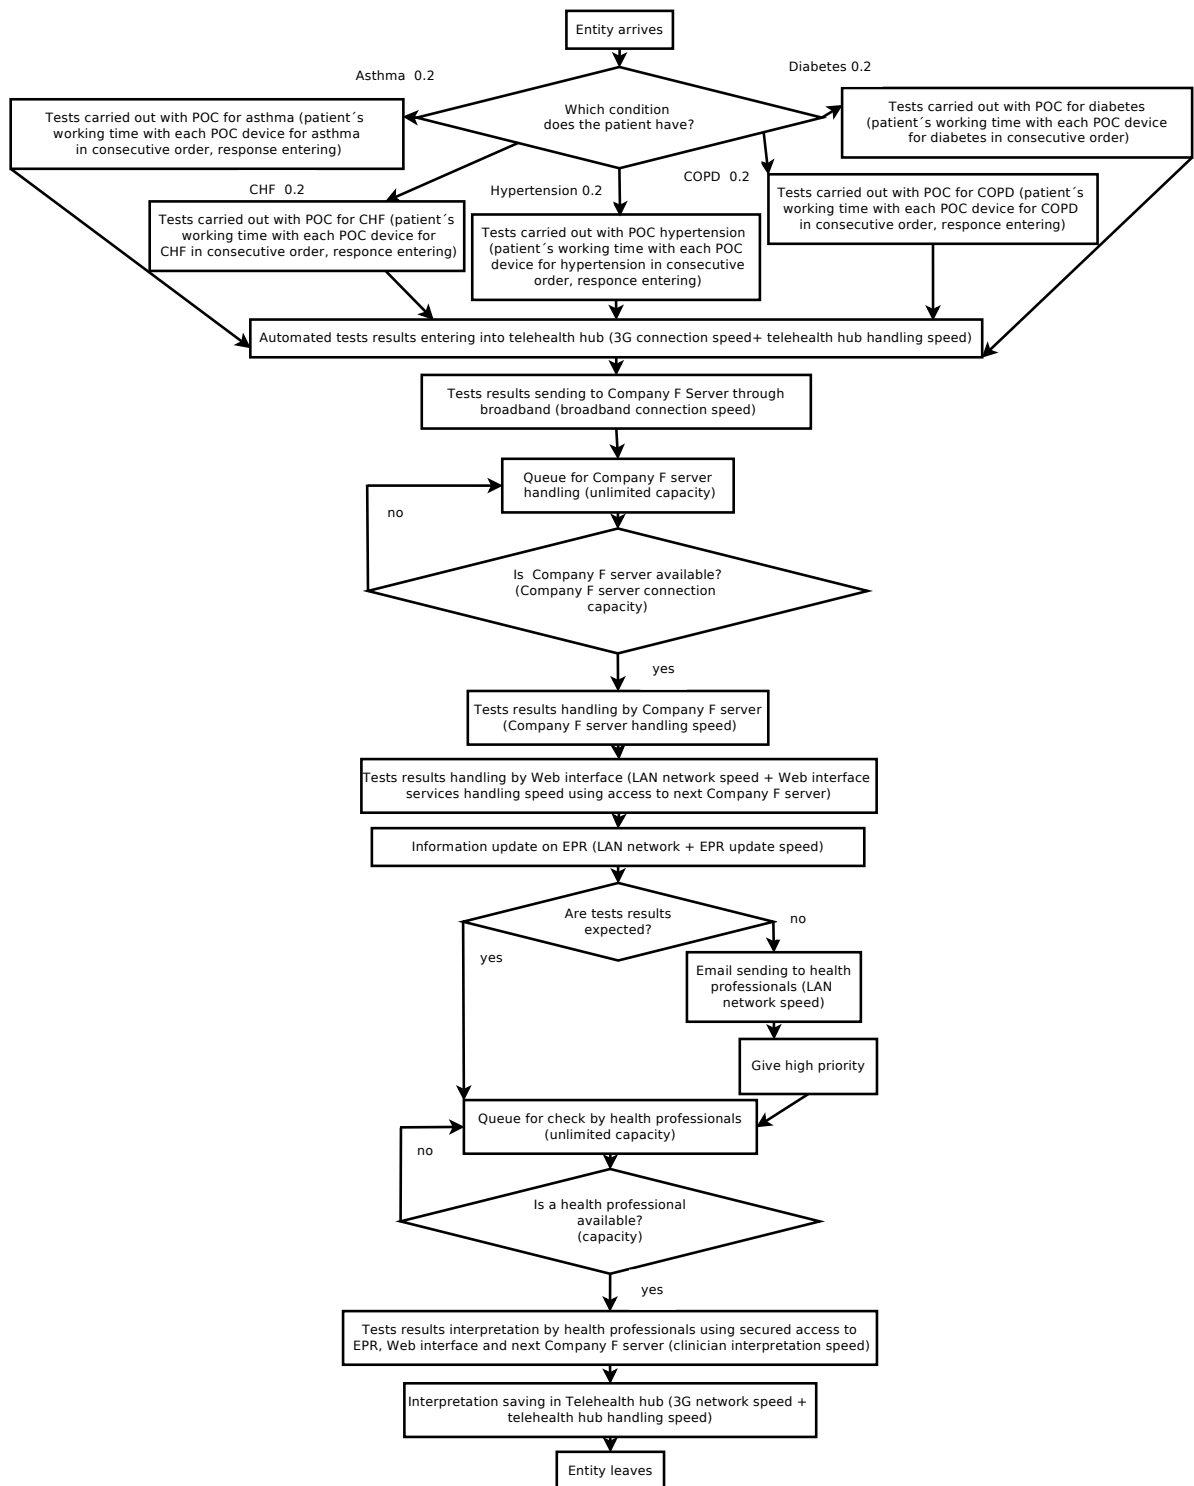 Entity arrives
Asthma 0.2
Diabetes 0.2
Which condition
does the patient have?
Tests carried out with POC for asthma (patient´s
working time with each POC device for asthma
in consecutive order, response entering)
Tests carried out with POC for diabetes
(patient´s working time with each POC device
for diabetes in consecutive order)
CHF 0.2
Hypertension 0.2
COPD 0.2
Tests carried out with POC for CHF (patient´s
working time with each POC device for
CHF in consecutive order, responce entering)
Tests carried out with POC hypertension
(patient´s working time with each POC
device for hypertension in consecutive
order, responce entering)
Tests carried out with POC for COPD (patient´s
working time with each POC device for COPD
in consecutive order, responce entering)
Automated tests results entering into telehealth hub (3G connection speed+ telehealth hub handling speed)
Tests results sending to Company F Server through
broadband (broadband connection speed)
Queue for Company F server
handling (unlimited capacity)
no
Is Company F server available?
(Company F server connection
capacity)
yes
Tests results handling by Company F server
(Company F server handling speed)
Tests results handling by Web interface (LAN network speed + Web interface
services handling speed using access to next Company F server)
Information update on EPR (LAN network + EPR update speed)
Are tests results
expected?
no
yes
Email sending to health
professionals (LAN
network speed)
Give high priority
Queue for check by health professionals
(unlimited capacity)
no
Is a health professional
available?
(capacity)
yes
Tests results interpretation by health professionals using secured access to
EPR, Web interface and next Company F server (clinician interpretation speed)
Interpretation saving in Telehealth hub (3G network speed +
telehealth hub handling speed)
Entity leaves